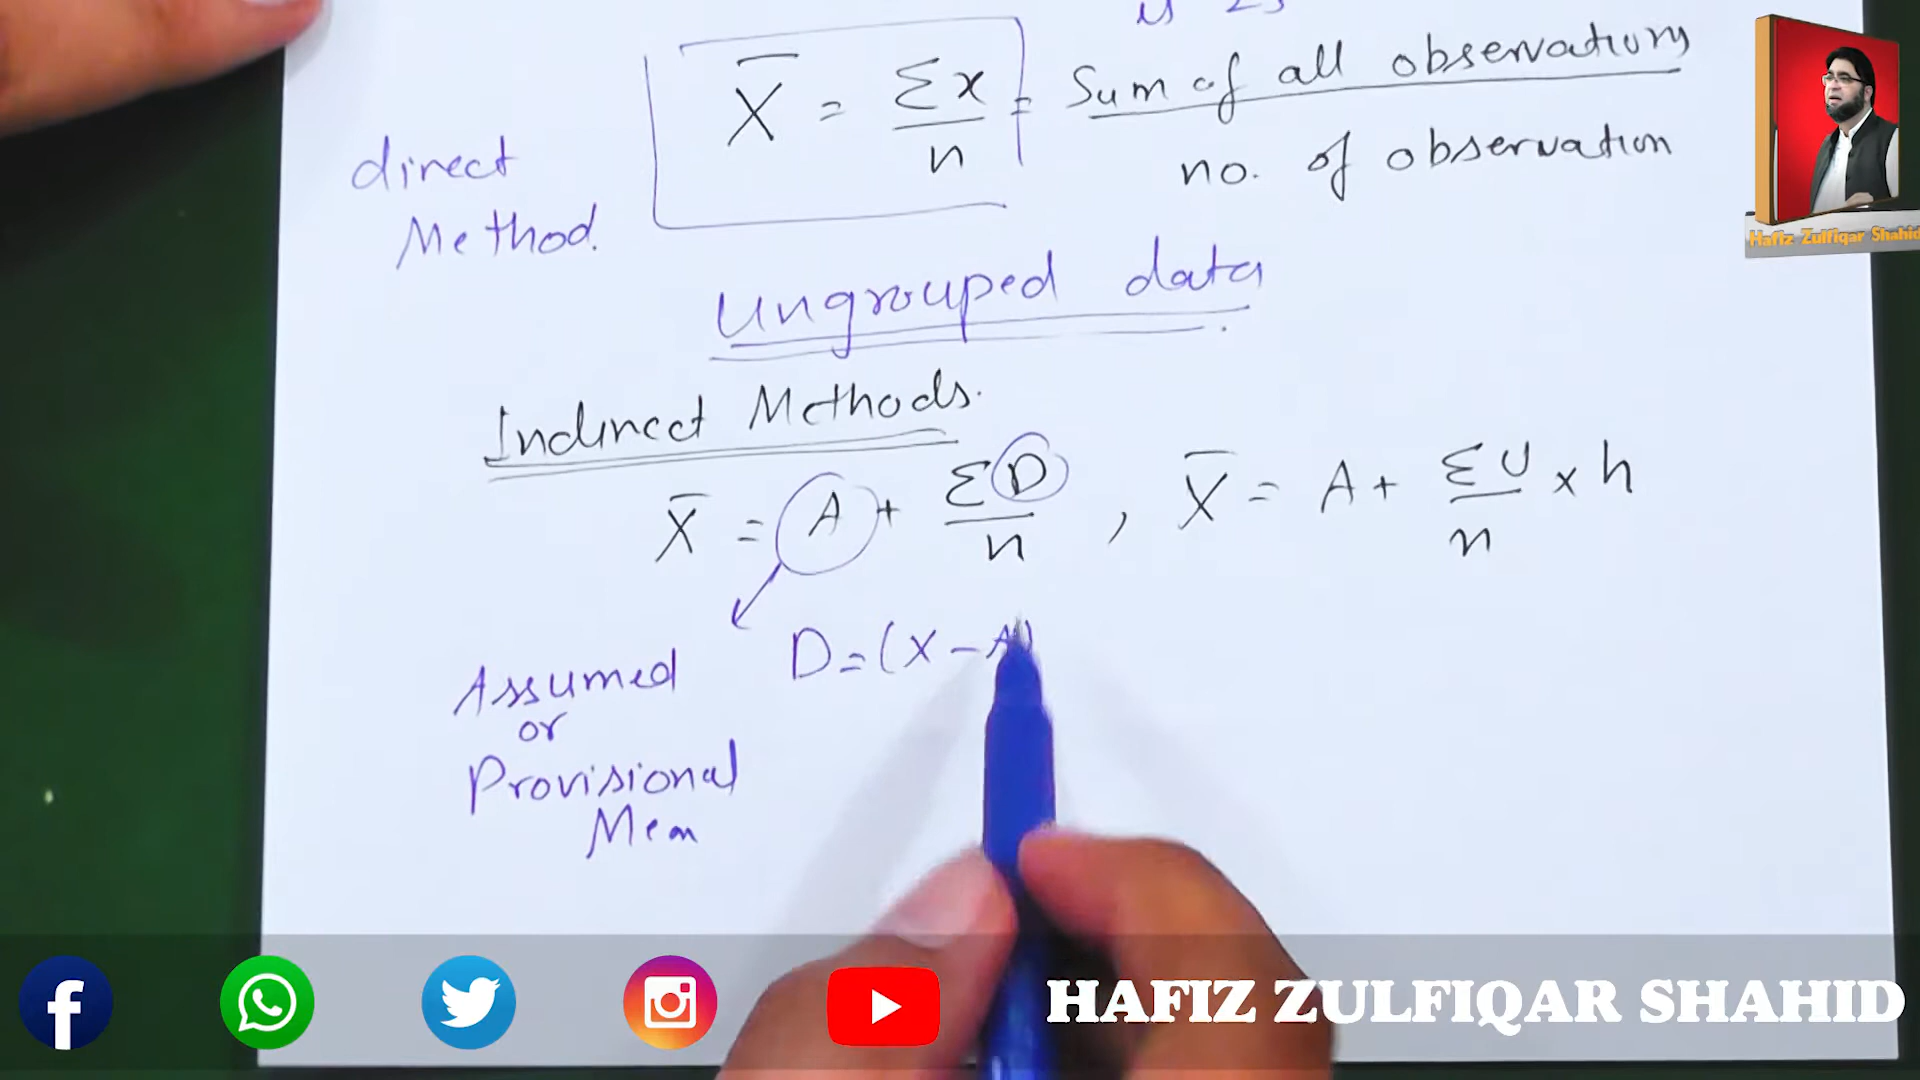 X̄ = Σx/n = Sum of all observations / no. of observation
direct
Method.
Ungrouped data
Indirect Methods.
X̄ = A + ΣD/n , X̄ = A + ΣU/n × h
D = (X - A)
Assumed
or
Provisional
Mean
Hafiz Zulfiqar Shahid
HAFIZ ZULFIQAR SHAHID